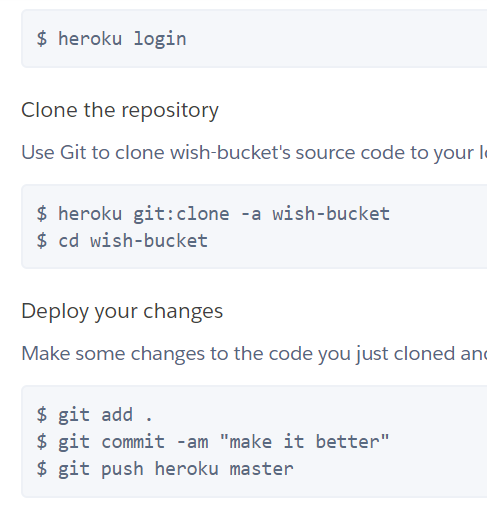 $ heroku login
Clone the repository
Use Git to clone wish-bucket's source code to your
$ heroku git:clone -a wish-bucket
$ cd wish-bucket
Deploy your changes
Make some changes to the code you just cloned and
$ git add .
$ git commit -am "make it better"
$ git push heroku master